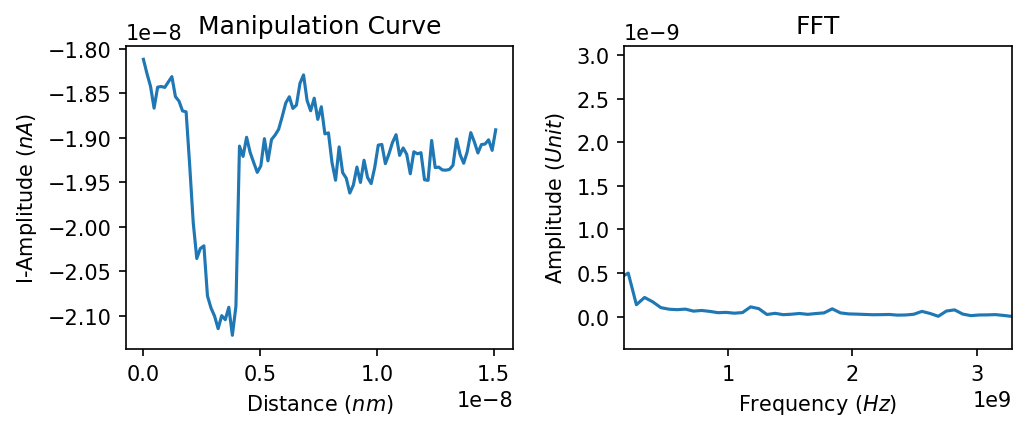 Manipulation Curve
1e−8
−1.80
−1.85
−1.90
−1.95
−2.00
−2.05
−2.10
I-Amplitude (nA)
0.0 0.5 1.0 1.5
1e−8
Distance (nm)
FFT
1e−9
3.0
2.5
2.0
1.5
1.0
0.5
0.0
Amplitude (Unit)
1 2 3
1e9
Frequency (Hz)